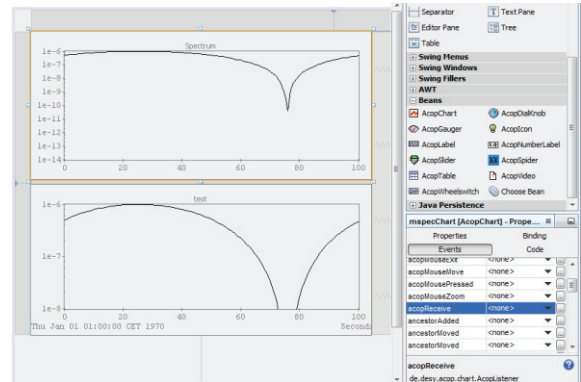 Spectrum
1e-6
1e-7
1e-8
1e-9
1e-10
1e-11
1e-12
1e-13
1e-14
0 20 40 60 80 100
test
1e-6
1e-7
1e-8
0 20 40 60 80 100
Thu Jan 01 01:00:00 CET 1970 Second
Separator Text Pane
Editor Pane Tree
Table
Swing Menus
Swing Windows
Swing Fillers
AWT
Beans
AcopChart AcopDialKnob
AcopGauger AcopIcon
AcopLabel AcopNumberLabel
AcopSlider AcopSpider
AcopTable AcopVideo
AcopWheelswitch Choose Bean
Java Persistence
mspecChart [AcopChart] - Prope...
Properties Binding
Events Code
acopMouseExit <none>
acopMouseMove <none>
acopMousePressed <none>
acopMouseZoom <none>
acopReceive <none>
ancestorAdded <none>
ancestorMoved <none>
ancestorMoved <none>
acopReceive
de.desy.acop.chart.AcopListener